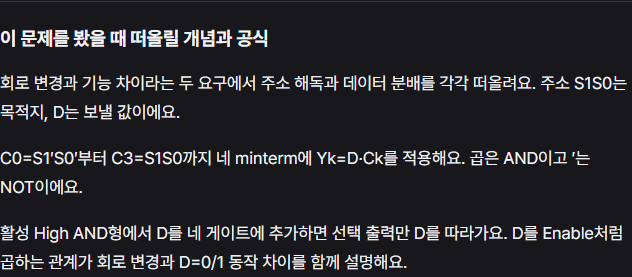 이 문제를 봤을 때 떠올릴 개념과 공식
회로 변경과 기능 차이라는 두 요구에서 주소 해독과 데이터 분배를 각각 떠올려요. 주소 S1S0는
목적지, D는 보낼 값이에요.
C0=S1′S0′부터 C3=S1S0까지 네 minterm에 Yk=D·Ck를 적용해요. 곱은 AND이고 ′는
NOT이에요.
활성 High AND형에서 D를 네 게이트에 추가하면 선택 출력만 D를 따라가요. D를 Enable처럼
곱하는 관계가 회로 변경과 D=0/1 동작 차이를 함께 설명해요.